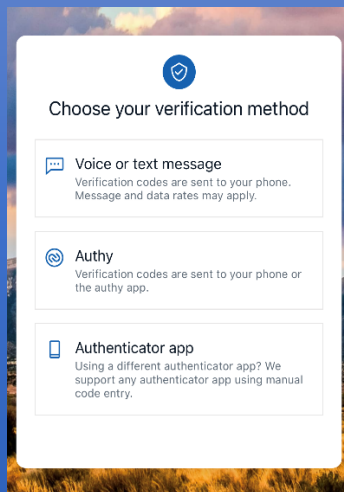 Choose your verification method
Voice or text message
Verification codes are sent to your phone.
Message and data rates may apply.
Authy
Verification codes are sent to your phone or
the authy app.
Authenticator app
Using a different authenticator app? We
support any authenticator app using manual
code entry.